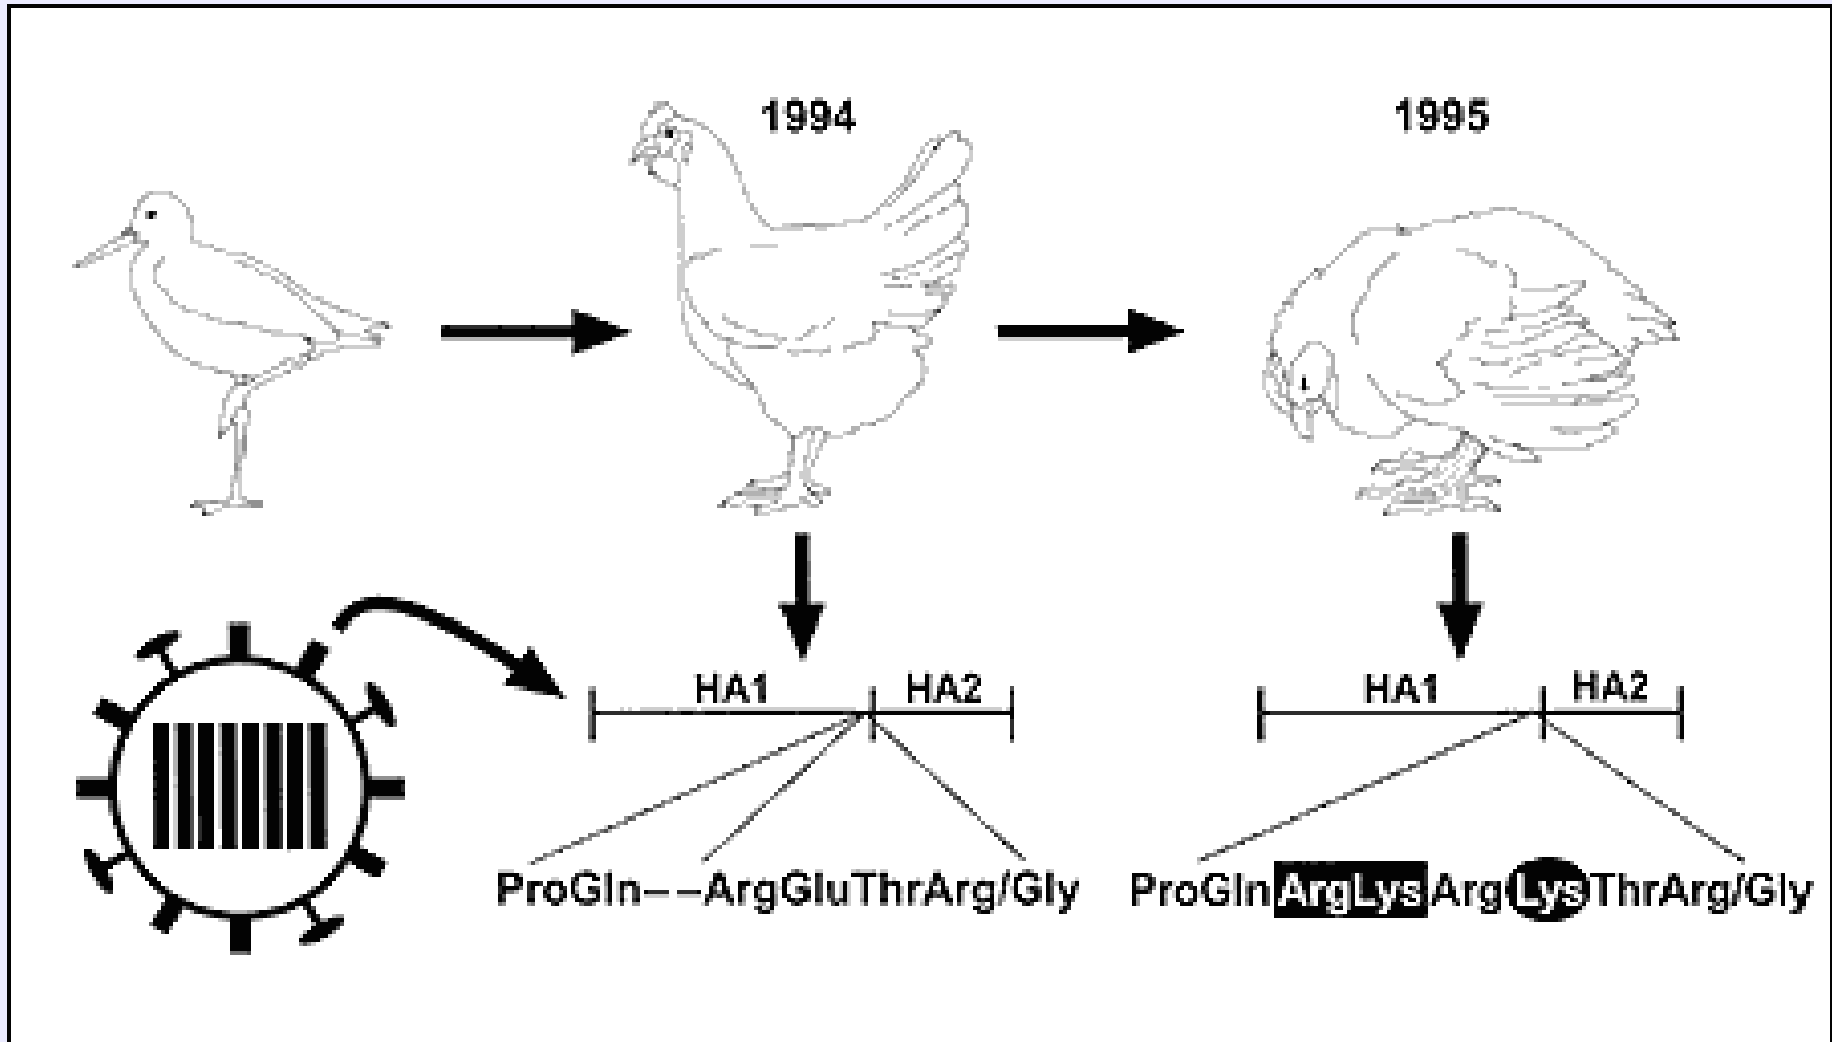 1994
1995
HA1 HA2
HA1 HA2
ProGln--ArgGluThrArg/Gly
ProGlnArgLysArgLysThrArg/Gly